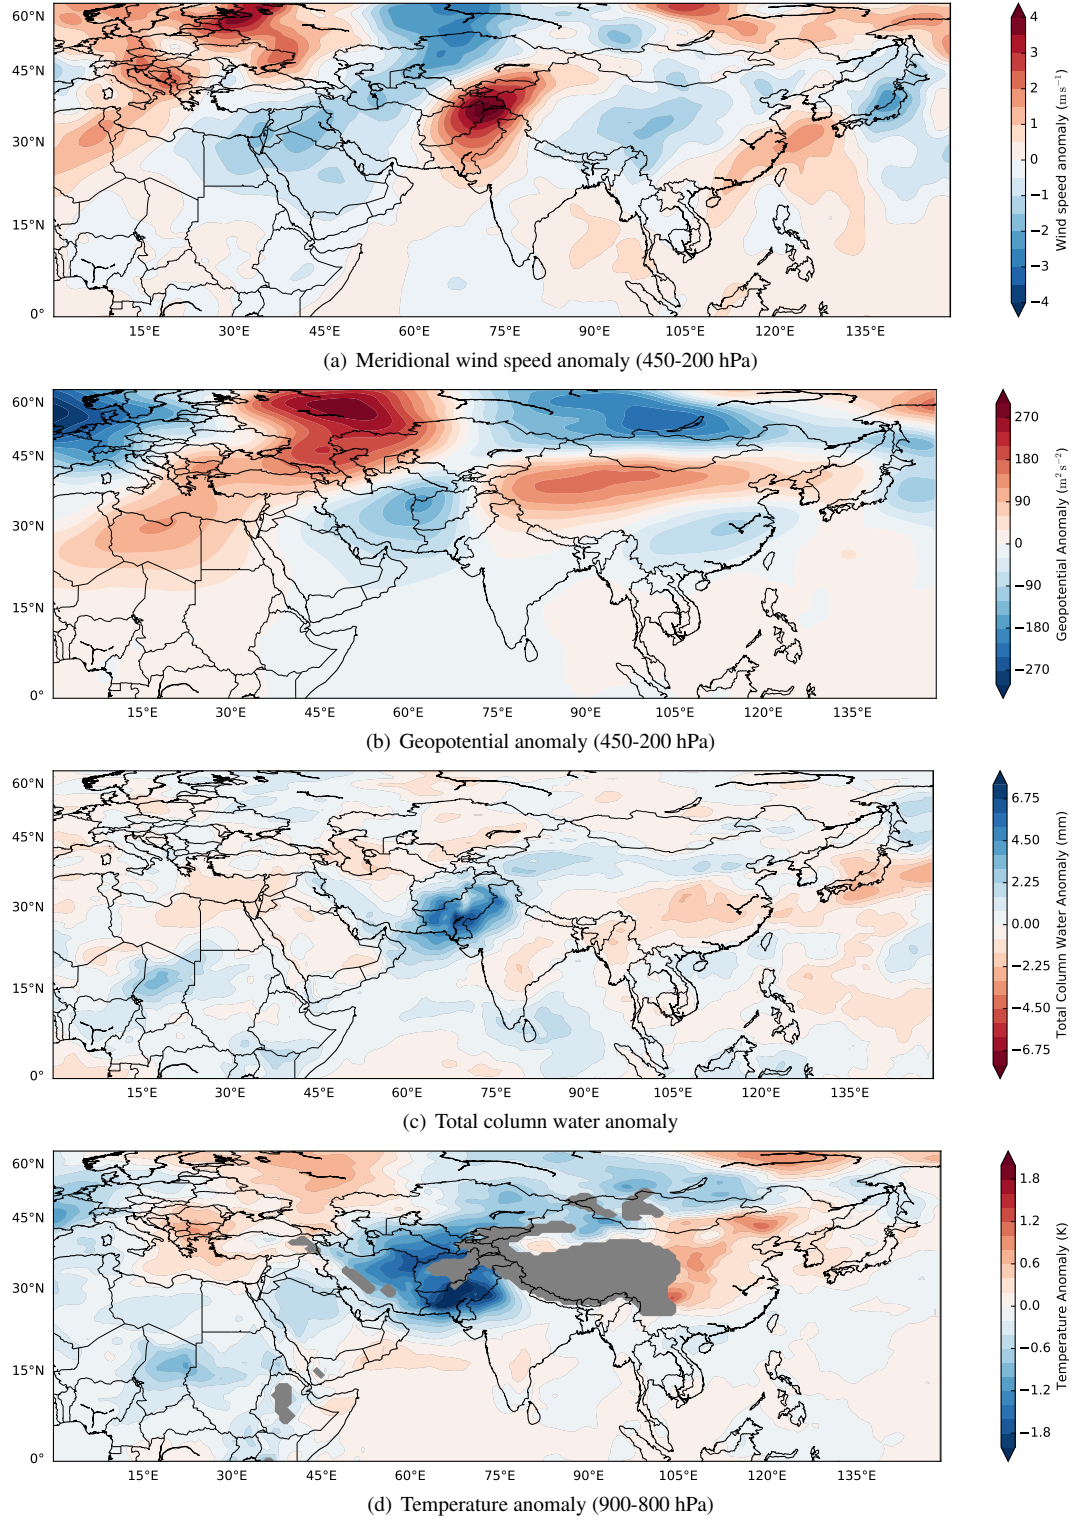 60°N
45°N
30°N
15°N
0°
15°E 30°E 45°E 60°E 75°E 90°E 105°E 120°E 135°E
4
3
2
1
0
−1
−2
−3
−4
Wind speed anomaly (m s⁻¹)
(a) Meridional wind speed anomaly (450-200 hPa)
60°N
45°N
30°N
15°N
0°
15°E 30°E 45°E 60°E 75°E 90°E 105°E 120°E 135°E
270
180
90
0
−90
−180
−270
Geopotential Anomaly (m² s⁻²)
(b) Geopotential anomaly (450-200 hPa)
60°N
45°N
30°N
15°N
0°
15°E 30°E 45°E 60°E 75°E 90°E 105°E 120°E 135°E
6.75
4.50
2.25
0.00
−2.25
−4.50
−6.75
Total Column Water Anomaly (mm)
(c) Total column water anomaly
60°N
45°N
30°N
15°N
0°
15°E 30°E 45°E 60°E 75°E 90°E 105°E 120°E 135°E
1.8
1.2
0.6
0.0
−0.6
−1.2
−1.8
Temperature Anomaly (K)
(d) Temperature anomaly (900-800 hPa)